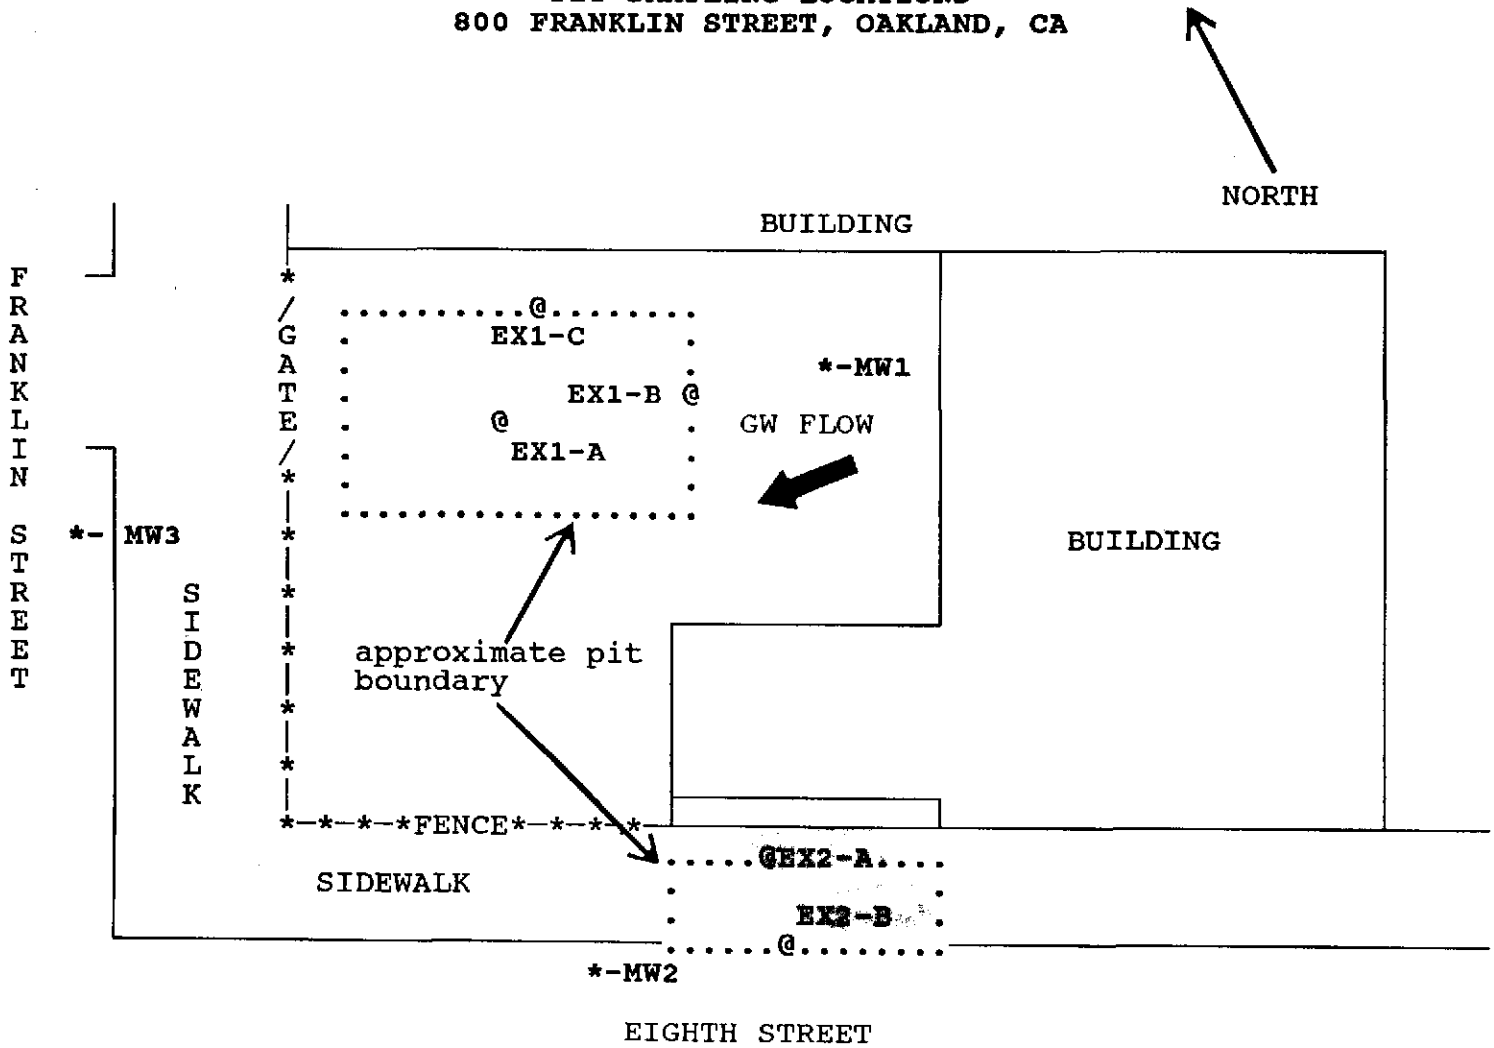 800 FRANKLIN STREET, OAKLAND, CA
NORTH
BUILDING
FRANKLIN STREET
*/GATE/*
@
EX1-C
*-MW1
EX1-B @
@
EX1-A
GW FLOW
*- MW3
BUILDING
SIDEWALK
approximate pit
boundary
*-*-*-*FENCE*-*-*-*
@EX2-A
SIDEWALK
EX2-B
@
*-MW2
EIGHTH STREET